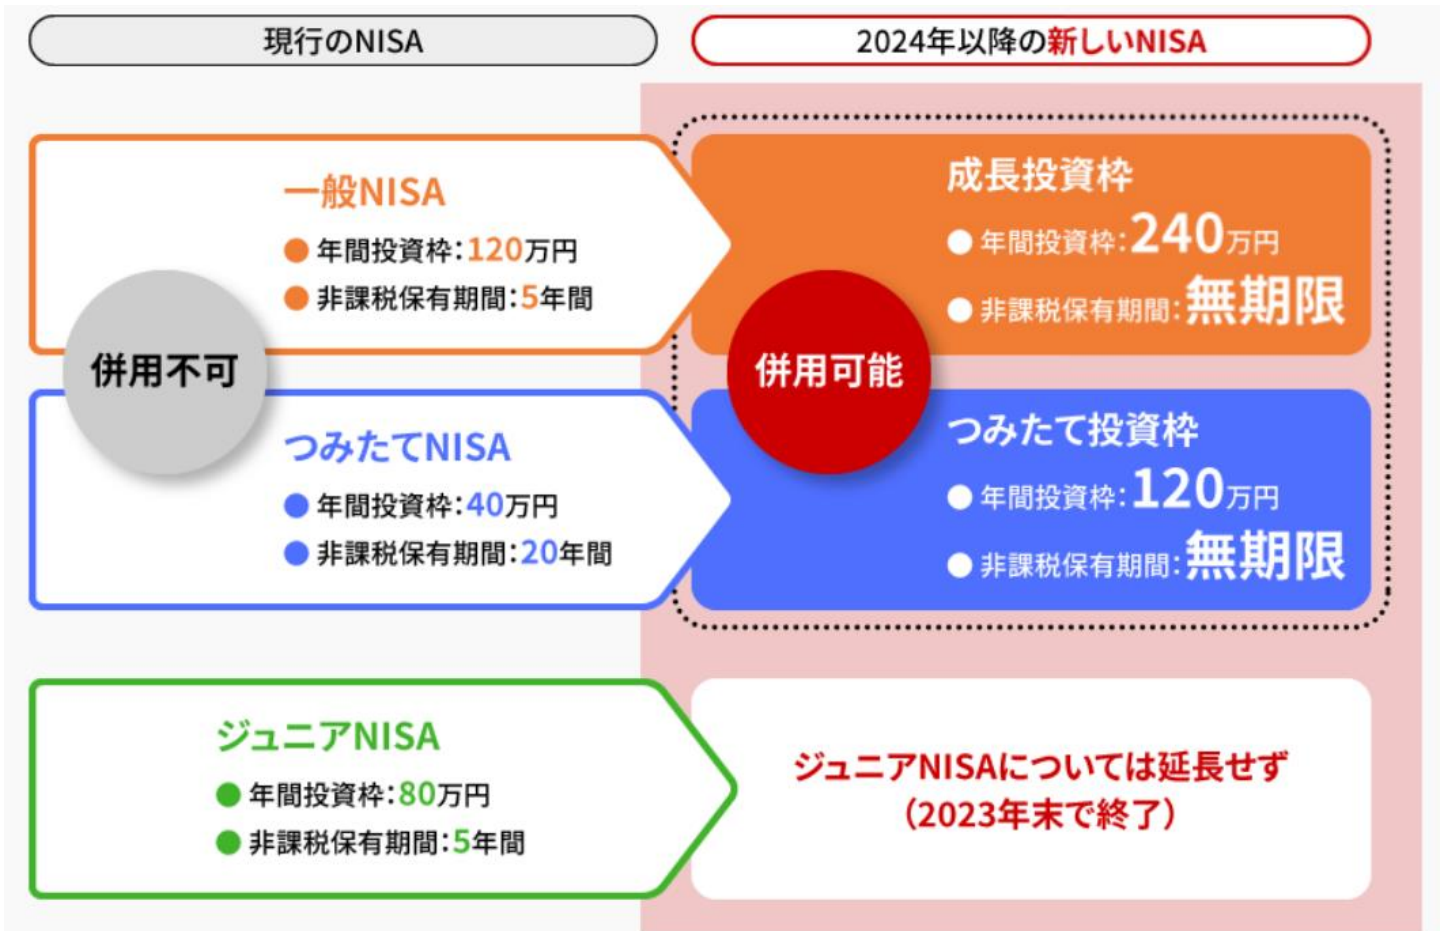 現行のNISA
2024年以降の新しいNISA
一般NISA
● 年間投資枠：120万円
● 非課税保有期間：5年間
成長投資枠
● 年間投資枠：240万円
● 非課税保有期間：無期限
併用不可
併用可能
つみたてNISA
● 年間投資枠：40万円
● 非課税保有期間：20年間
つみたて投資枠
● 年間投資枠：120万円
● 非課税保有期間：無期限
ジュニアNISA
● 年間投資枠：80万円
● 非課税保有期間：5年間
ジュニアNISAについては延長せず
（2023年末で終了）